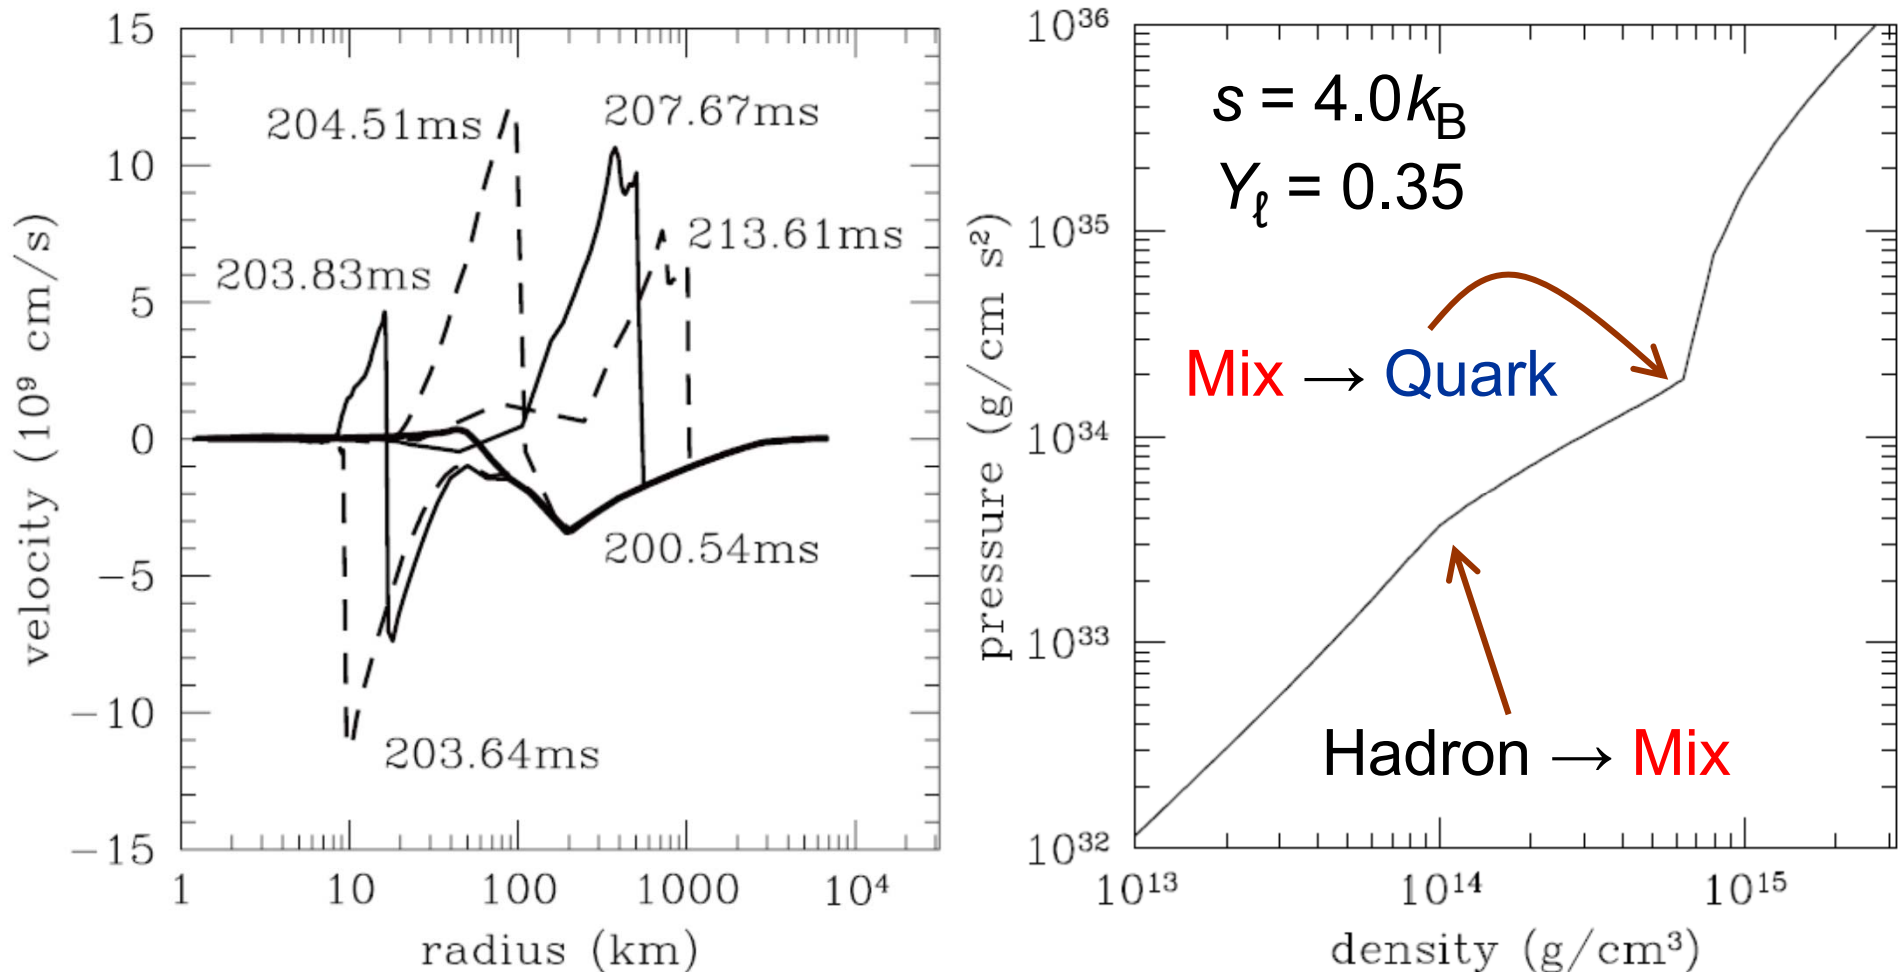 15
10
5
0
−5
−10
−15
velocity (10⁹ cm/s)
204.51ms
207.67ms
203.83ms
213.61ms
200.54ms
203.64ms
1
10
100
1000
10⁴
radius (km)
10³⁶
10³⁵
10³⁴
10³³
10³²
pressure (g/cm s²)
s = 4.0k_B
Y_ℓ = 0.35
Mix → Quark
Hadron → Mix
10¹³
10¹⁴
10¹⁵
density (g/cm³)